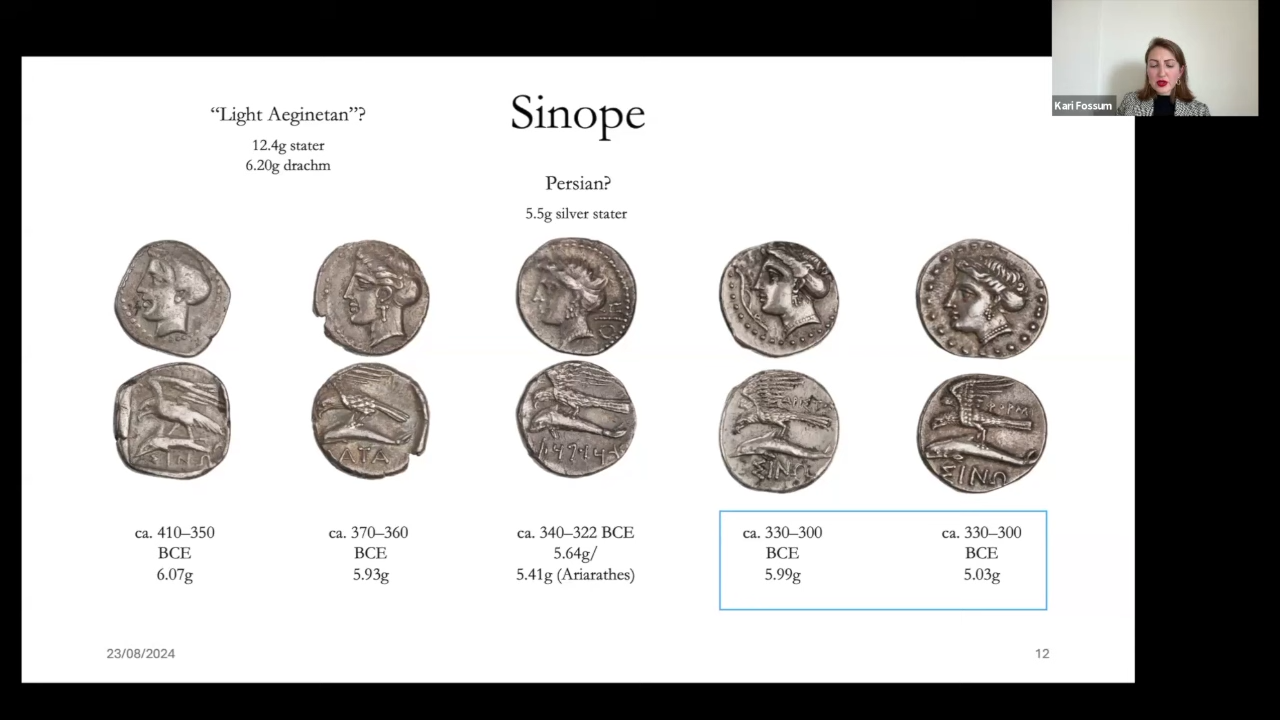 Sinope
“Light Aeginetan”?
12.4g stater
6.20g drachm
Persian?
5.5g silver stater
Kari Fossum
ΑΤΑ
ΣΙΝΩ
ΣΙΝΩ
ca. 410–350
BCE
6.07g
ca. 370–360
BCE
5.93g
ca. 340–322 BCE
5.64g/
5.41g (Ariarathes)
ca. 330–300
BCE
5.99g
ca. 330–300
BCE
5.03g
23/08/2024
12